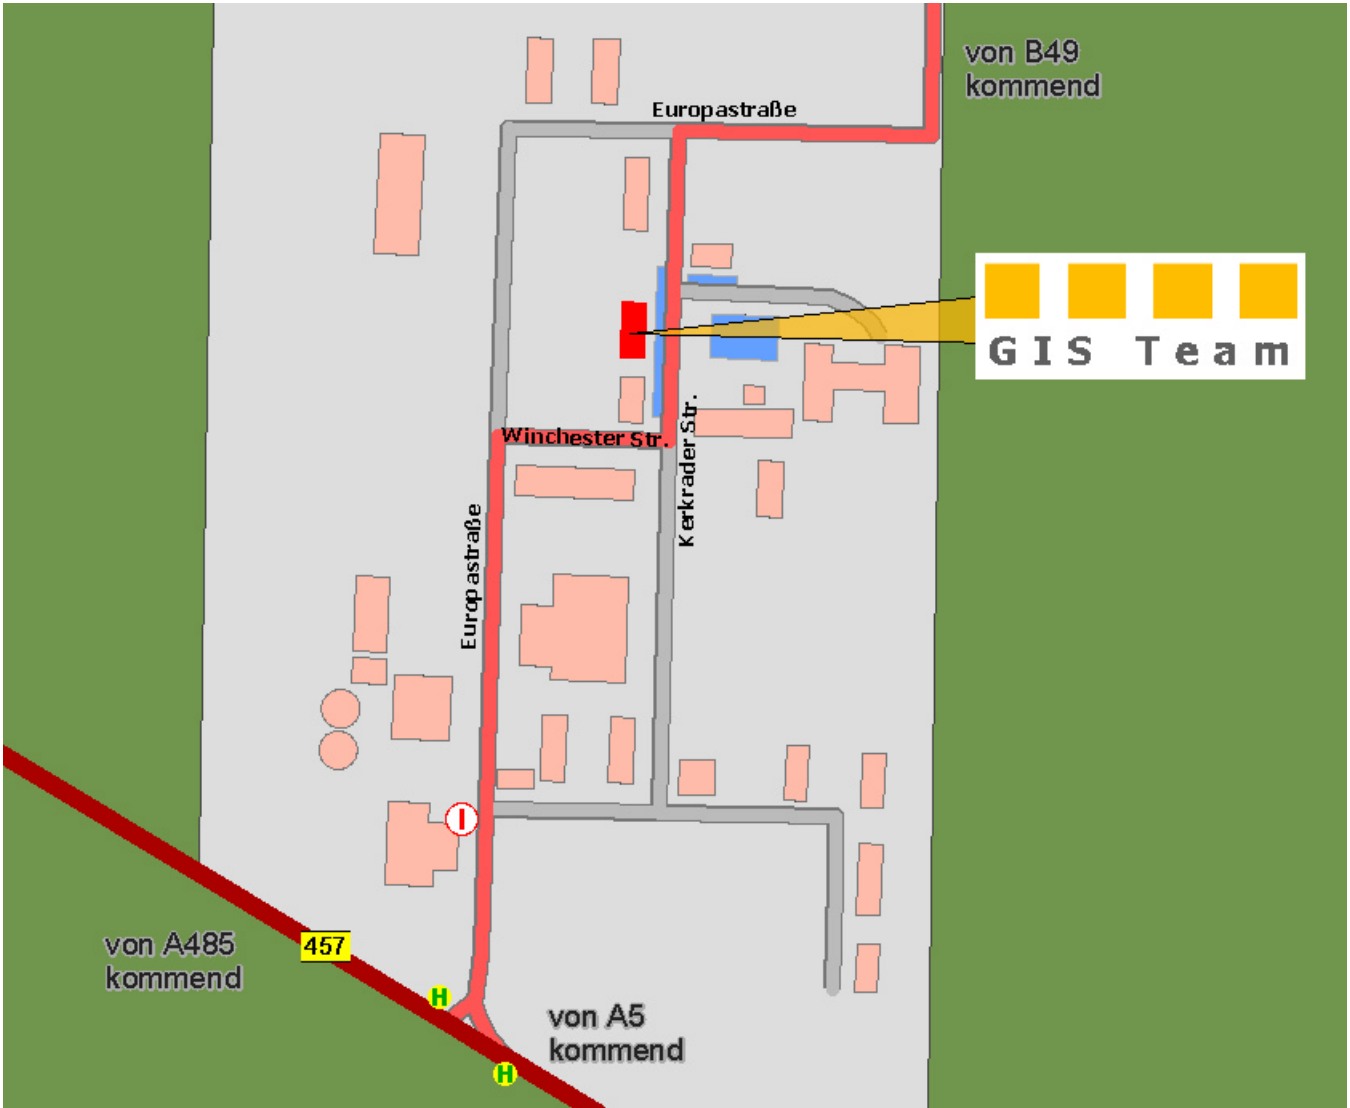 von B49
kommend
Europastraße
GIS Team
Winchester Str.
Kerkrader Str.
Europastraße
I
von A485
kommend
457
H
von A5
kommend
H